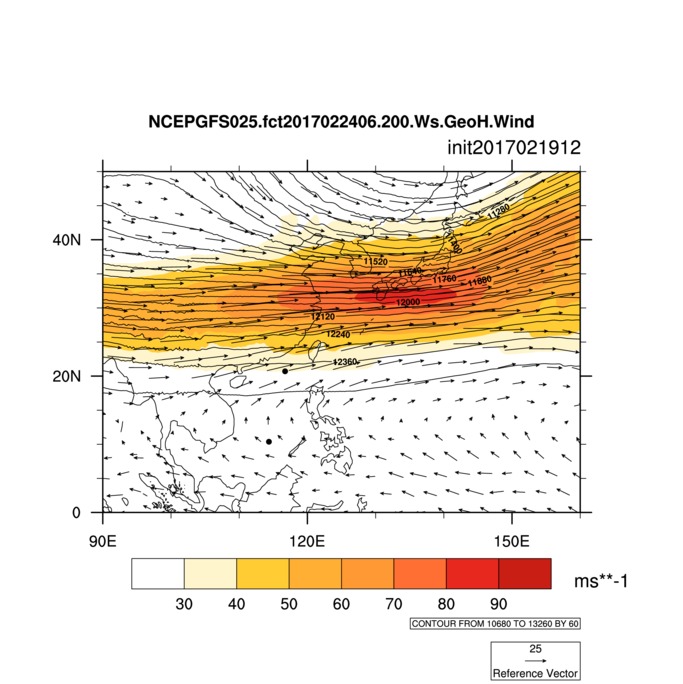 NCEPGFS025.fct2017022406.200.Ws.GeoH.Wind
init2017021912
40N
20N
0
90E 120E 150E
11280
11400
11520
11640
11760
11880
12000
12120
12240
12360
30 40 50 60 70 80 90
ms**-1
CONTOUR FROM 10680 TO 13260 BY 60
25
Reference Vector